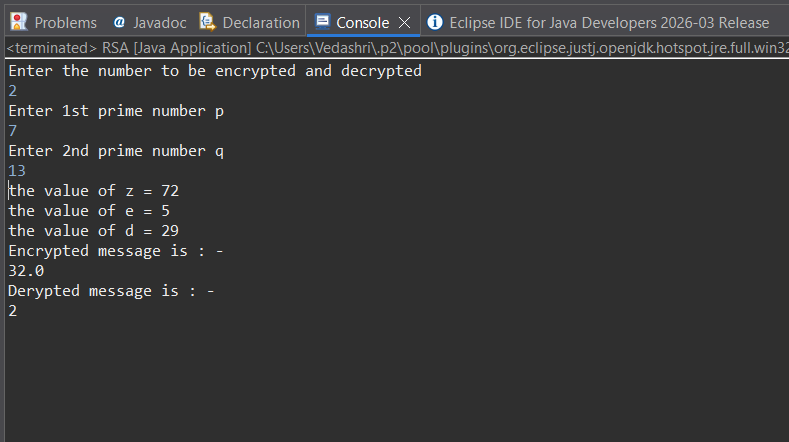 Problems @ Javadoc Declaration Console Eclipse IDE for Java Developers 2026-03 Release
<terminated> RSA [Java Application] C:\Users\Vedashri\.p2\pool\plugins\org.eclipse.justj.openjdk.hotspot.jre.full.win32
Enter the number to be encrypted and decrypted
2
Enter 1st prime number p
7
Enter 2nd prime number q
13
the value of z = 72
the value of e = 5
the value of d = 29
Encrypted message is : -
32.0
Derypted message is : -
2